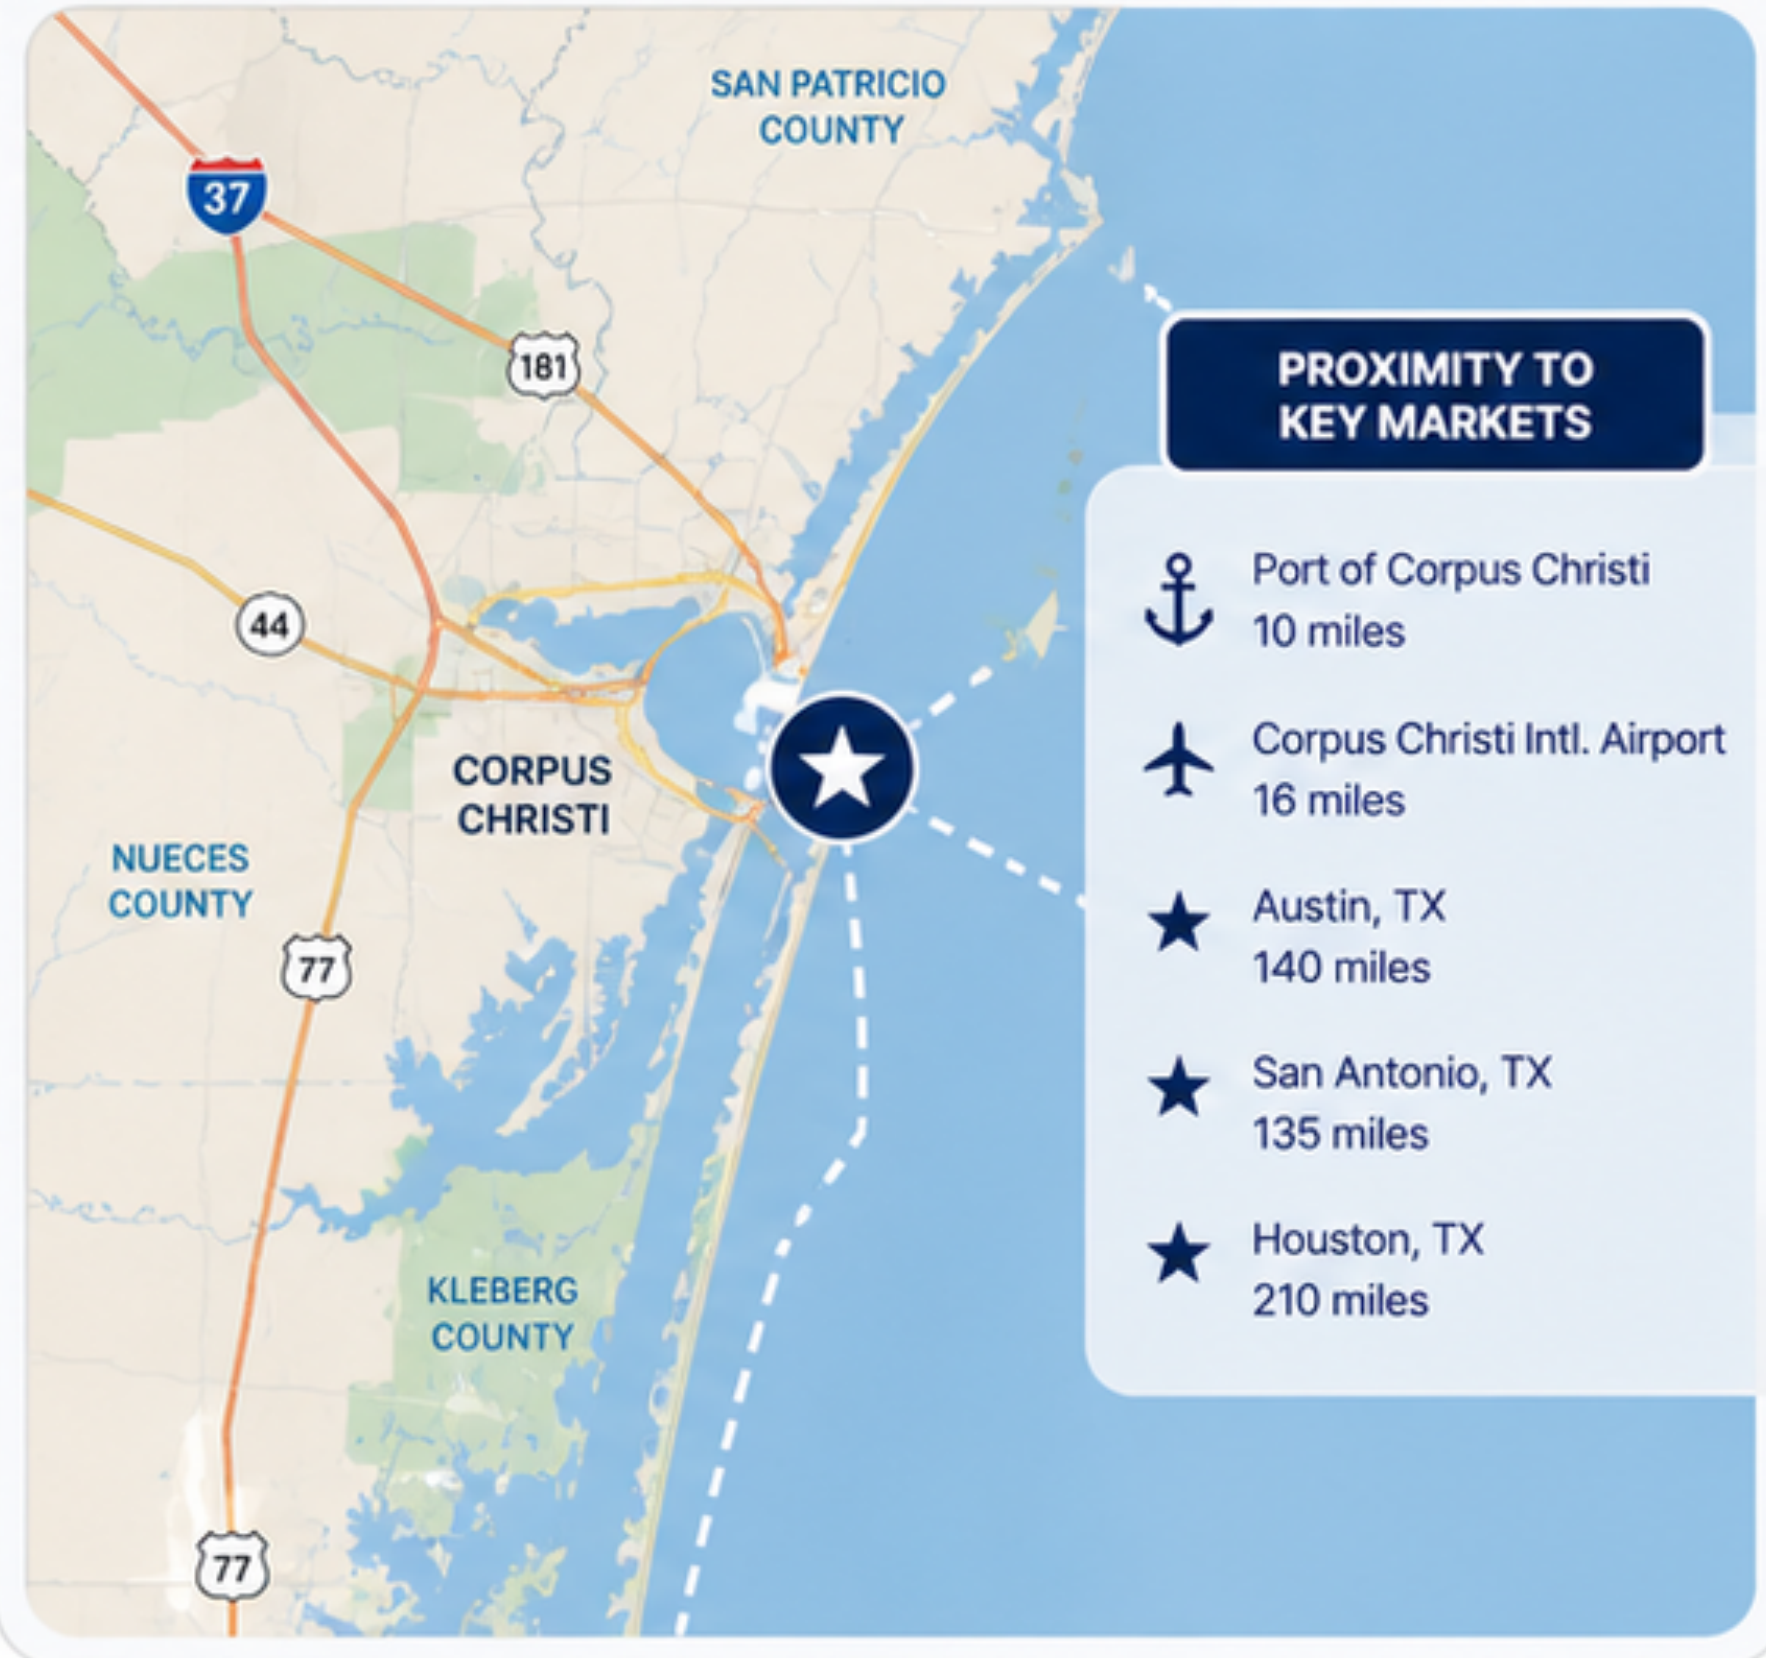 SAN PATRICIO
COUNTY
37
181
44
CORPUS
CHRISTI
NUECES
COUNTY
77
KLEBERG
COUNTY
77
PROXIMITY TO
KEY MARKETS
Port of Corpus Christi
10 miles
Corpus Christi Intl. Airport
16 miles
Austin, TX
140 miles
San Antonio, TX
135 miles
Houston, TX
210 miles